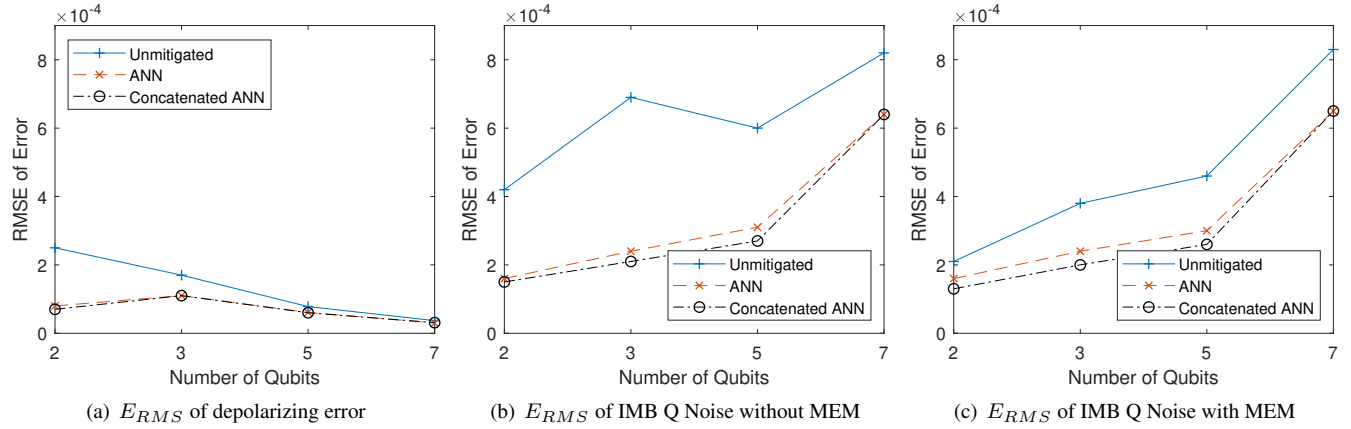 ×10⁻⁴
8
6
4
2
0
RMSE of Error
Unmitigated
ANN
Concatenated ANN
2 3 5 7
Number of Qubits
(a) E_RMS of depolarizing error
×10⁻⁴
8
6
4
2
0
RMSE of Error
Unmitigated
ANN
Concatenated ANN
2 3 5 7
Number of Qubits
(b) E_RMS of IMB Q Noise without MEM
×10⁻⁴
8
6
4
2
0
RMSE of Error
Unmitigated
ANN
Concatenated ANN
2 3 5 7
Number of Qubits
(c) E_RMS of IMB Q Noise with MEM